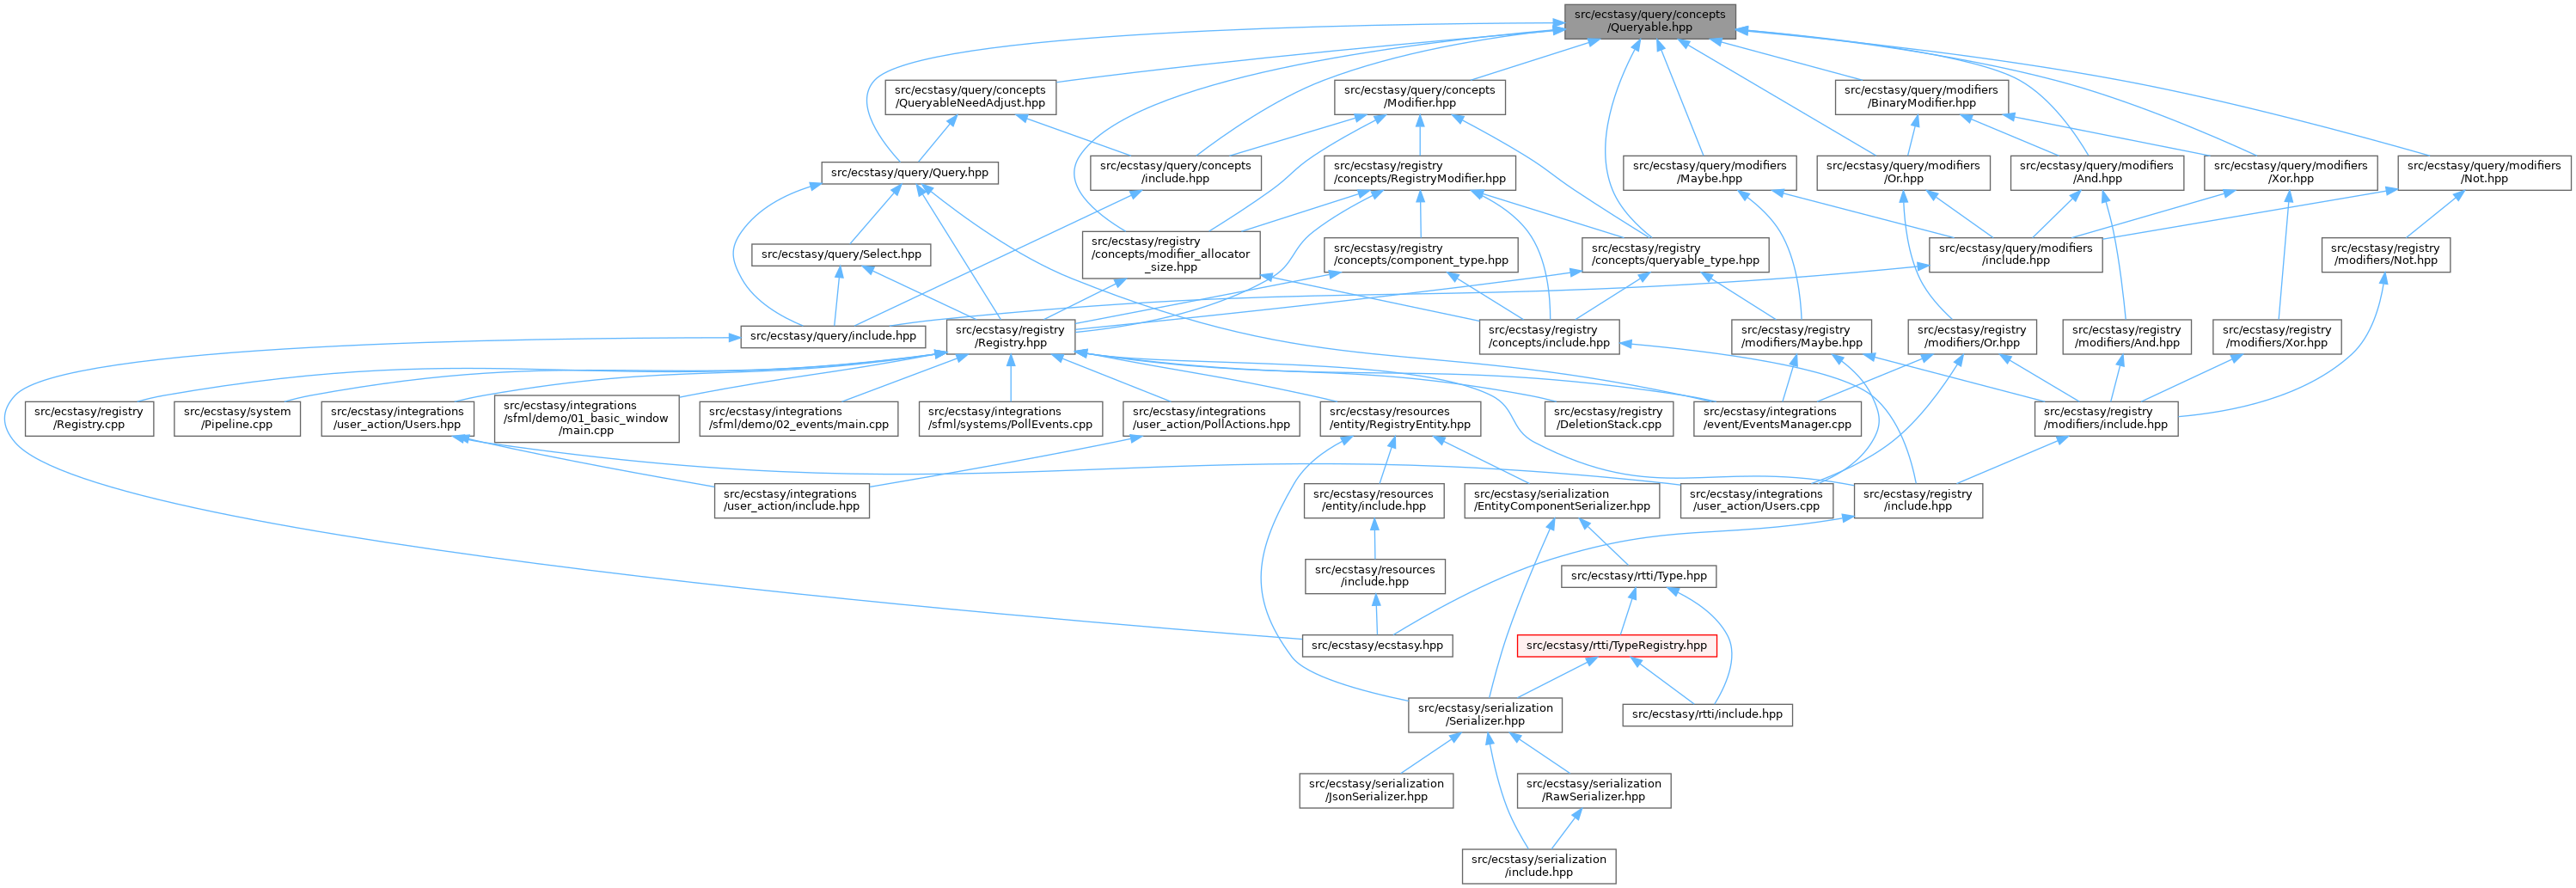 src/ecstasy/query/concepts
/Queryable.hpp
src/ecstasy/query/concepts
/QueryableNeedAdjust.hpp
src/ecstasy/query/concepts
/Modifier.hpp
src/ecstasy/query/modifiers
/BinaryModifier.hpp
src/ecstasy/query/Query.hpp
src/ecstasy/query/concepts
/include.hpp
src/ecstasy/registry
/concepts/RegistryModifier.hpp
src/ecstasy/query/modifiers
/Maybe.hpp
src/ecstasy/query/modifiers
/Or.hpp
src/ecstasy/query/modifiers
/And.hpp
src/ecstasy/query/modifiers
/Xor.hpp
src/ecstasy/query/modifiers
/Not.hpp
src/ecstasy/query/Select.hpp
src/ecstasy/registry
/concepts/modifier_allocator
_size.hpp
src/ecstasy/registry
/concepts/component_type.hpp
src/ecstasy/registry
/concepts/queryable_type.hpp
src/ecstasy/query/modifiers
/include.hpp
src/ecstasy/registry
/modifiers/Not.hpp
src/ecstasy/query/include.hpp
src/ecstasy/registry
/Registry.hpp
src/ecstasy/registry
/concepts/include.hpp
src/ecstasy/registry
/modifiers/Maybe.hpp
src/ecstasy/registry
/modifiers/Or.hpp
src/ecstasy/registry
/modifiers/And.hpp
src/ecstasy/registry
/modifiers/Xor.hpp
src/ecstasy/registry
/Registry.cpp
src/ecstasy/system
/Pipeline.cpp
src/ecstasy/integrations
/user_action/Users.hpp
src/ecstasy/integrations
/sfml/demo/01_basic_window
/main.cpp
src/ecstasy/integrations
/sfml/demo/02_events/main.cpp
src/ecstasy/integrations
/sfml/systems/PollEvents.cpp
src/ecstasy/integrations
/user_action/PollActions.hpp
src/ecstasy/resources
/entity/RegistryEntity.hpp
src/ecstasy/registry
/DeletionStack.cpp
src/ecstasy/integrations
/event/EventsManager.cpp
src/ecstasy/registry
/modifiers/include.hpp
src/ecstasy/integrations
/user_action/include.hpp
src/ecstasy/resources
/entity/include.hpp
src/ecstasy/serialization
/EntityComponentSerializer.hpp
src/ecstasy/integrations
/user_action/Users.cpp
src/ecstasy/registry
/include.hpp
src/ecstasy/resources
/include.hpp
src/ecstasy/rtti/Type.hpp
src/ecstasy/ecstasy.hpp
src/ecstasy/rtti/TypeRegistry.hpp
src/ecstasy/serialization
/Serializer.hpp
src/ecstasy/rtti/include.hpp
src/ecstasy/serialization
/JsonSerializer.hpp
src/ecstasy/serialization
/RawSerializer.hpp
src/ecstasy/serialization
/include.hpp